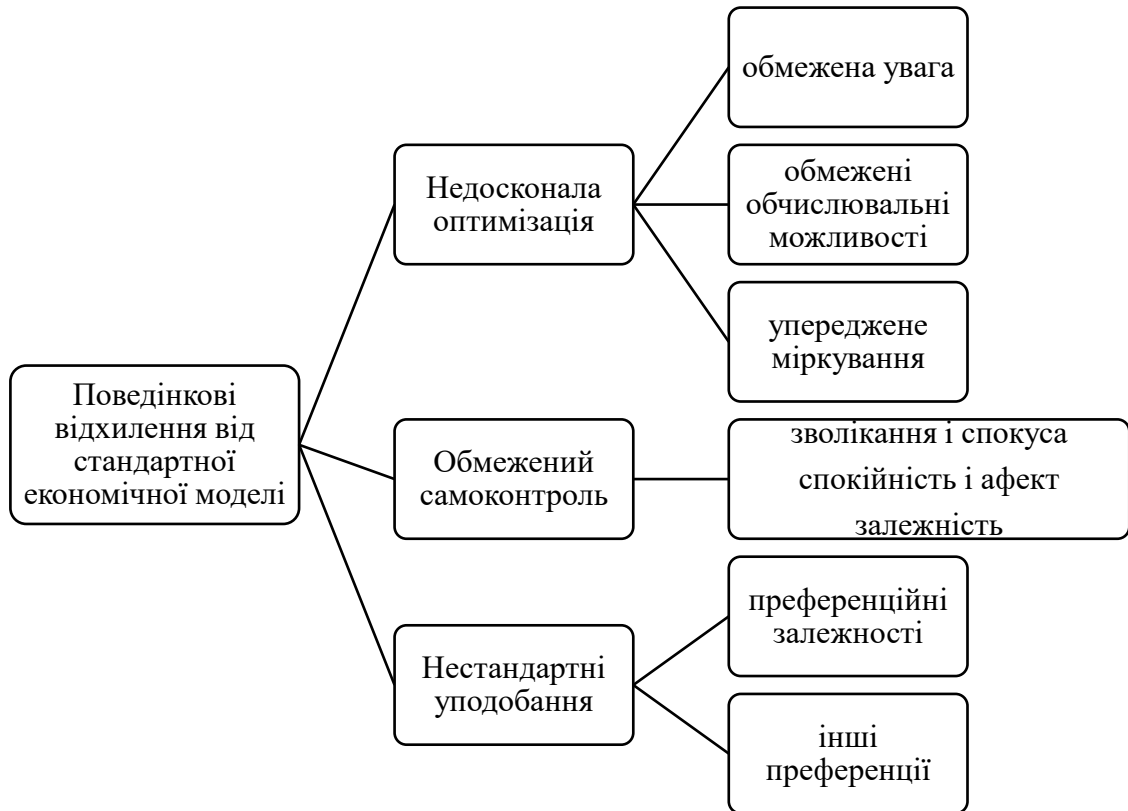 Поведінкові
відхилення від
стандартної
економічної моделі
Недосконала
оптимізація
обмежена увага
обмежені
обчислювальні
можливості
упереджене
міркування
Обмежений
самоконтроль
зволікання і спокуса
спокійність і афект
залежність
Нестандартні
уподобання
преференційні
залежності
інші
преференції